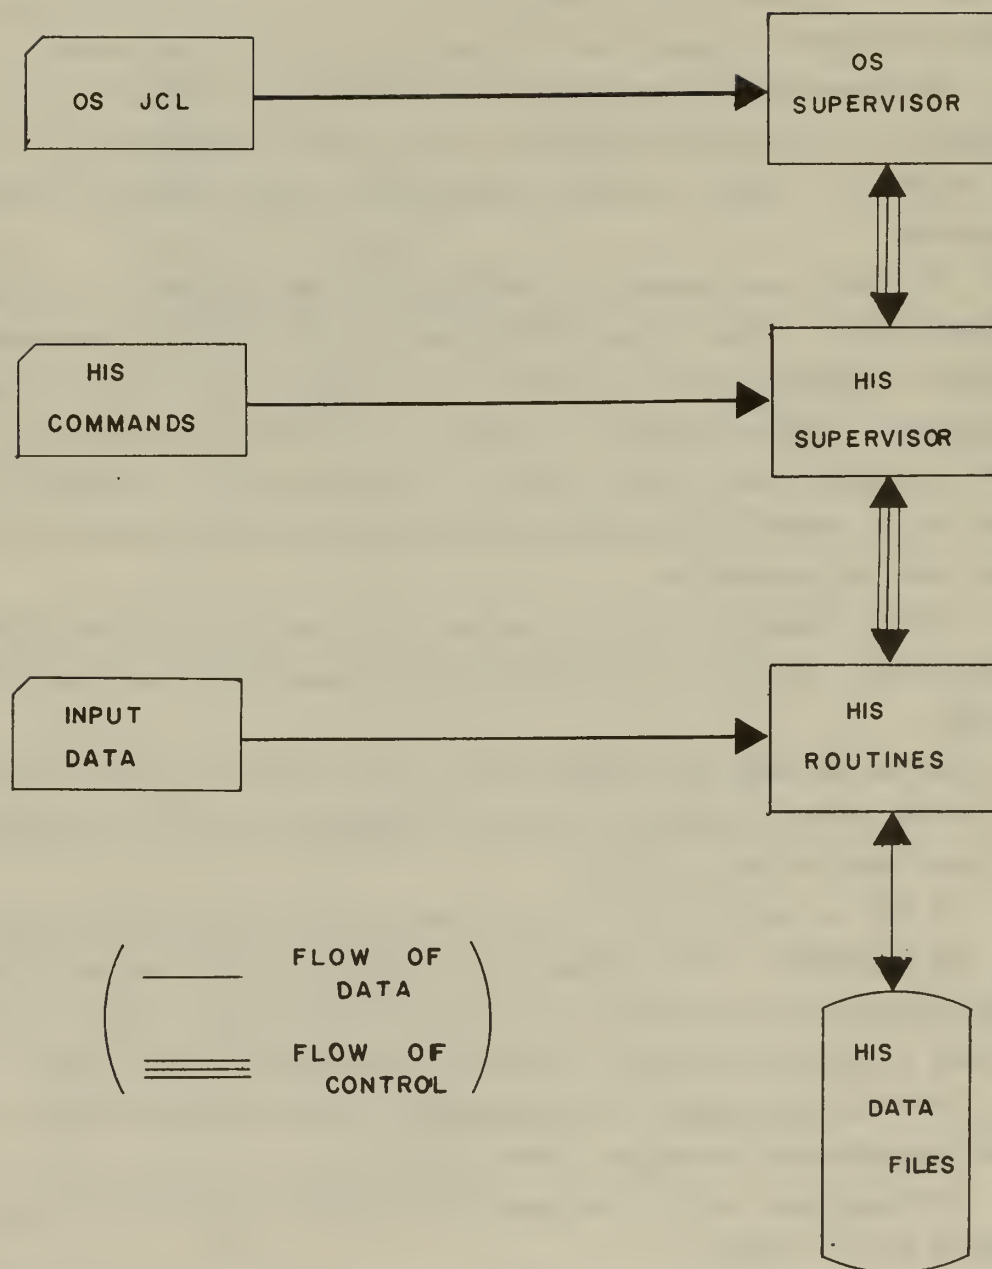 OS JCL
OS
SUPERVISOR
HIS
COMMANDS
HIS
SUPERVISOR
INPUT
DATA
HIS
ROUTINES
FLOW OF
DATA
FLOW OF
CONTROL
HIS
DATA
FILES